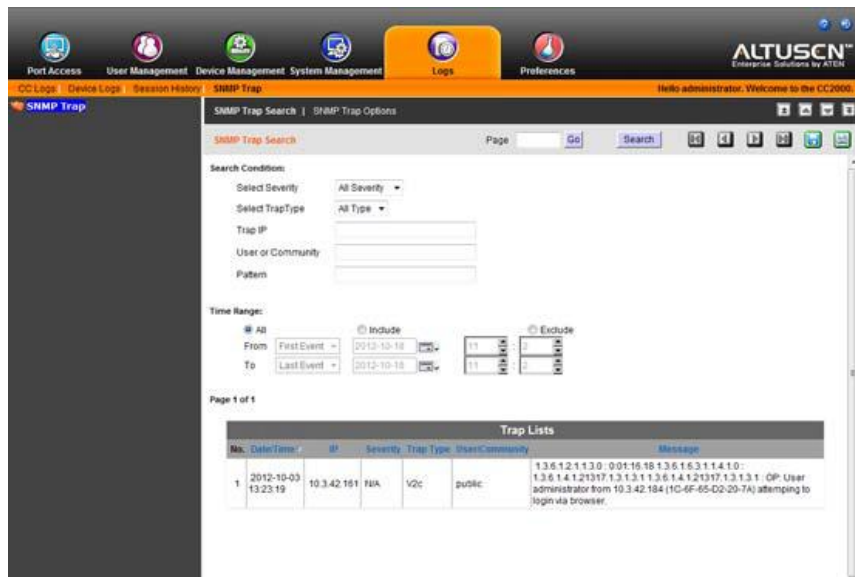 ALTUSCN™
Enterprise Solutions by ATEN
Port Access
User Management
Device Management
System Management
Logs
Preferences
CC Logs | Device Logs | Session History | SNMP Trap
Hello administrator. Welcome to the CC2000.
SNMP Trap
SNMP Trap Search | SNMP Trap Options
SNMP Trap Search
Page
Go
Search
Search Condition:
Select Severity All Severity
Select TrapType All Type
Trap IP
User or Community
Pattern
Time Range:
All Include Exclude
From First Event 2012-10-18 11 : 2
To Last Event 2012-10-18 11 : 2
Page 1 of 1
Trap Lists
No. Date/Time IP Severity Trap Type User/Community Message
1 2012-10-03 13:23:19 10.3.42.161 N/A V2c public
1.3.6.1.2.1.1.3.0 : 0:01:16.18 1.3.6.1.6.3.1.1.4.1.0 :
1.3.6.1.4.1.21317.1.3.1.3.1 1.3.6.1.4.1.21317.1.3.1.3.1 : OP: User
administrator from 10.3.42.184 (1C-6F-65-D2-20-7A) attemping to
login via browser.